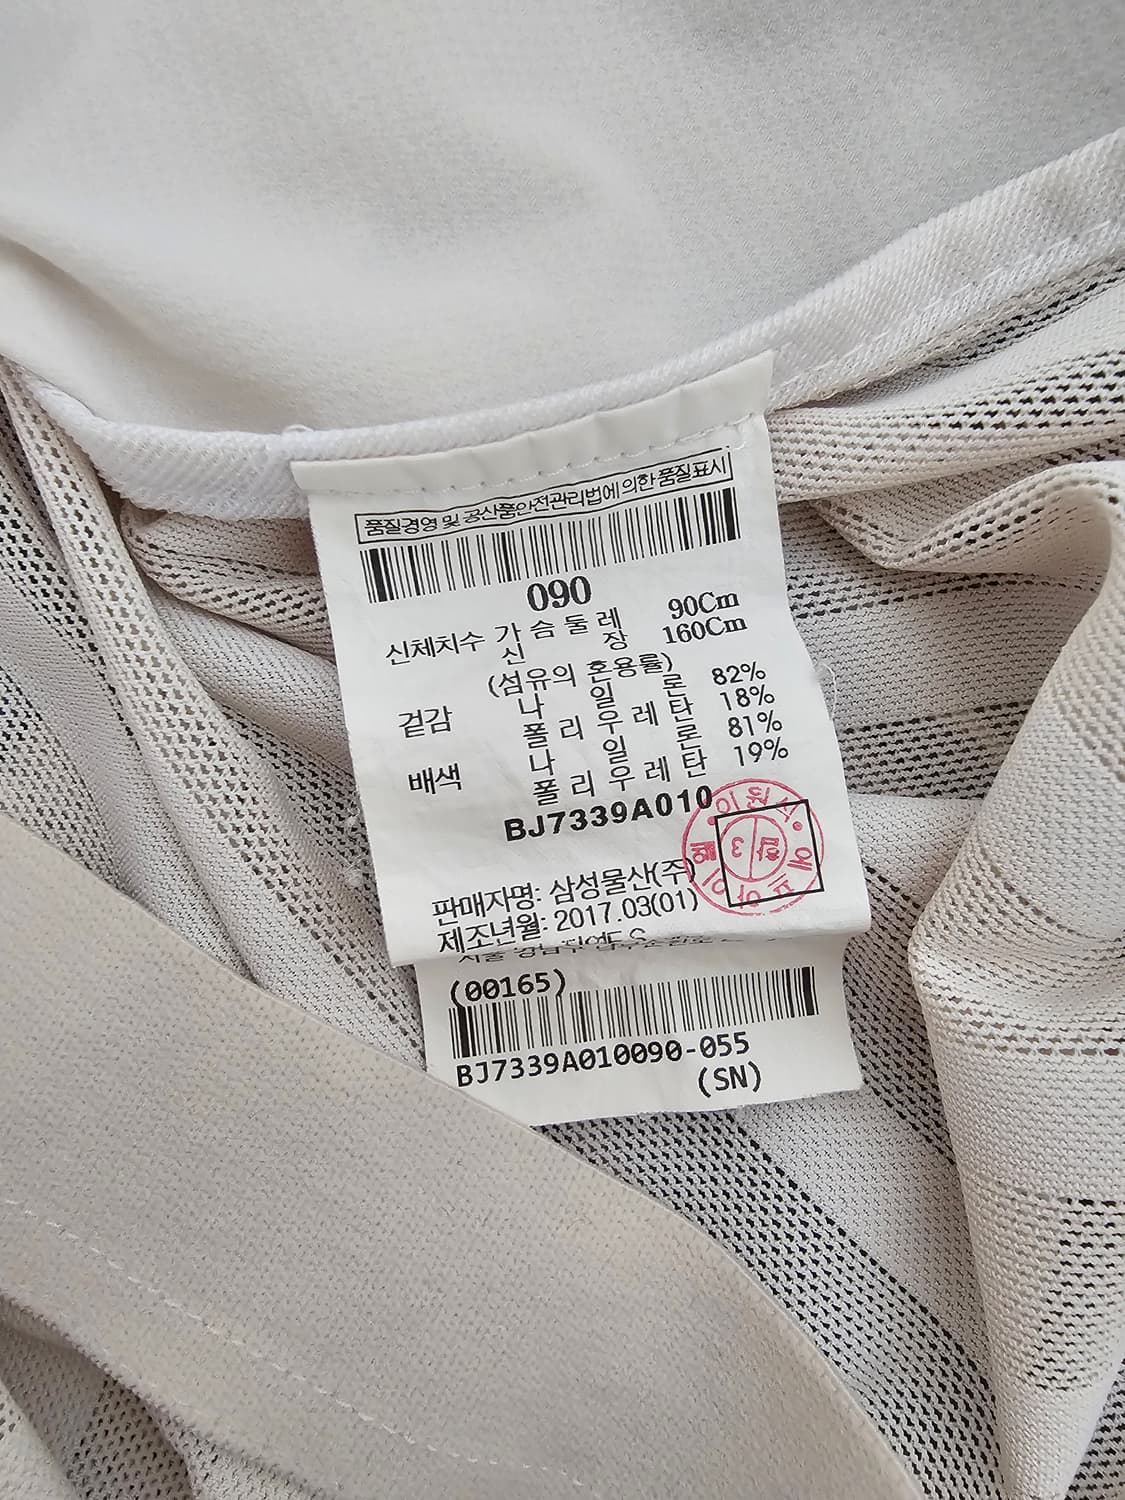 품질경영 및 공산품안전관리법에 의한 품질표시
090
신체치수 가슴둘레 90Cm
신장 160Cm
(섬유의 혼용률)
겉감 나일론 82%
폴리우레탄 18%
배색 나일론 81%
폴리우레탄 19%
BJ7339A010
판매자명: 삼성물산(주)
제조년월: 2017.03(01)
(00165)
BJ7339A010090-055
(SN)